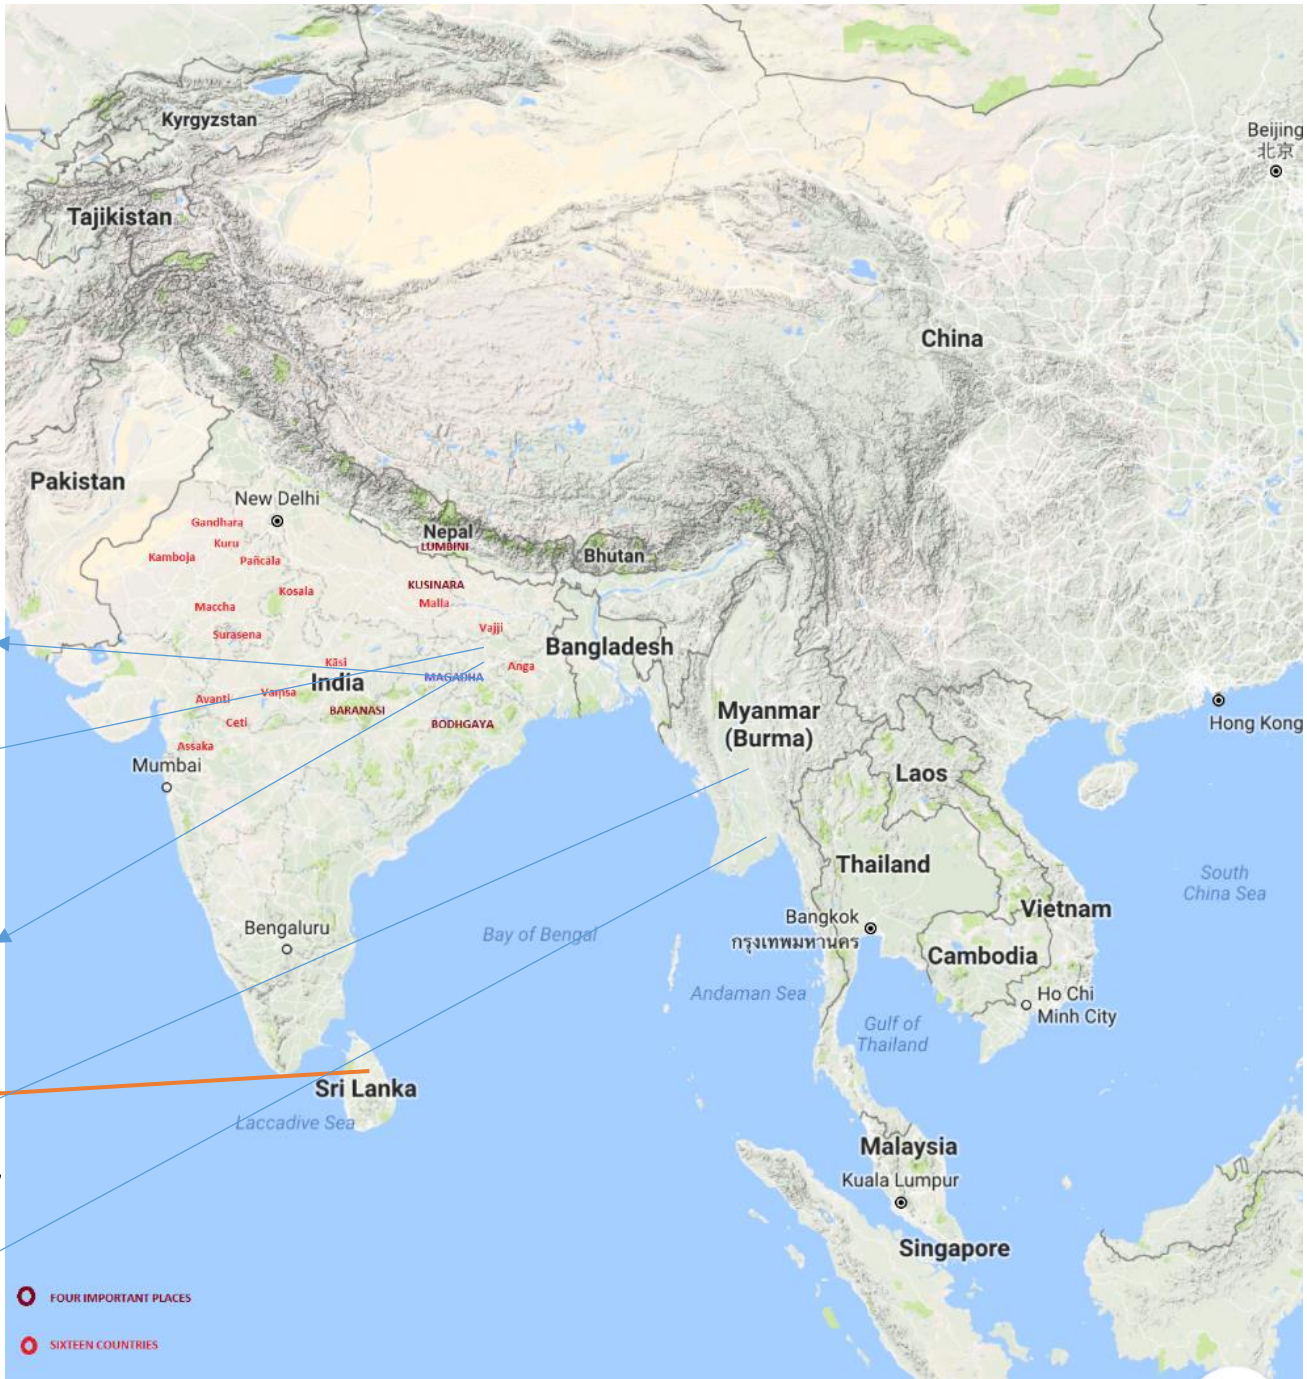 Kyrgyzstan
Beijing
北京
Tajikistan
China
Pakistan
New Delhi
Gandhara
Kuru
Kamboja
Pañcāla
Nepal
LUMBINI
Bhutan
KUSINARA
Malla
Kosala
Maccha
Surasena
Vajji
Bangladesh
Kāsi
Anga
India
MAGADHA
Avanti
Vaṃsa
BARANASI
Ceti
BODHGAYA
Assaka
Mumbai
Myanmar
(Burma)
Hong Kong
Laos
Thailand
South
China Sea
Vietnam
Bangkok
กรุงเทพมหานคร
Bengaluru
Bay of Bengal
Cambodia
Andaman Sea
Ho Chi
Minh City
Gulf of
Thailand
Sri Lanka
Laccadive Sea
Malaysia
Kuala Lumpur
Singapore
FOUR IMPORTANT PLACES
SIXTEEN COUNTRIES